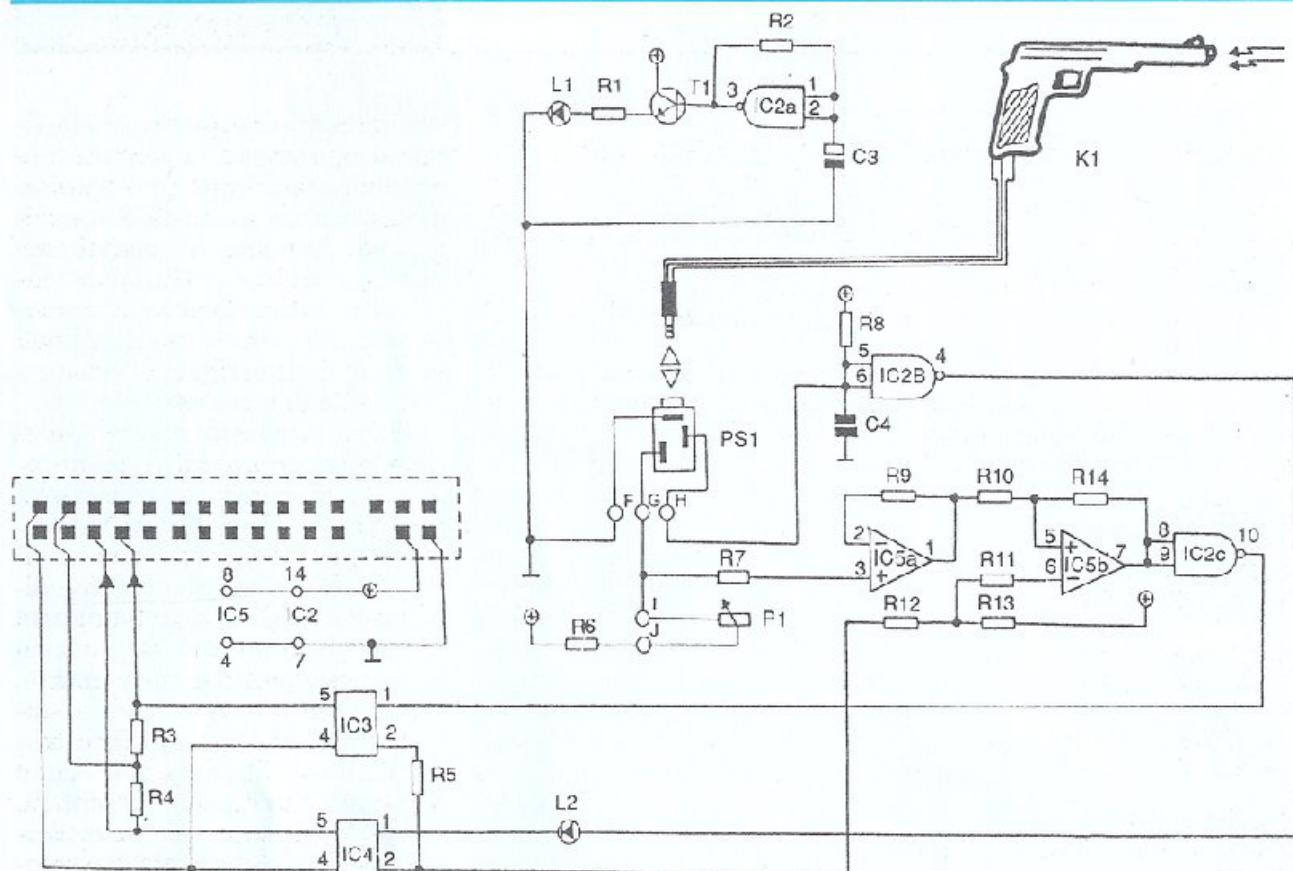 R2
L1
R1
T1
3
IC2a
1
2
C3
K1
R8
5
6
IC2B
4
C4
PS1
F
G
H
R9
R10
R14
2
3
IC5a
1
+
R7
5
6
+
−
IC5b
7
8
9
IC2c
10
R11
R12
R13
I
J
R6
P1
8
14
IC5
IC2
4
7
5
4
IC3
1
2
R3
R4
R5
L2
5
4
IC4
1
2